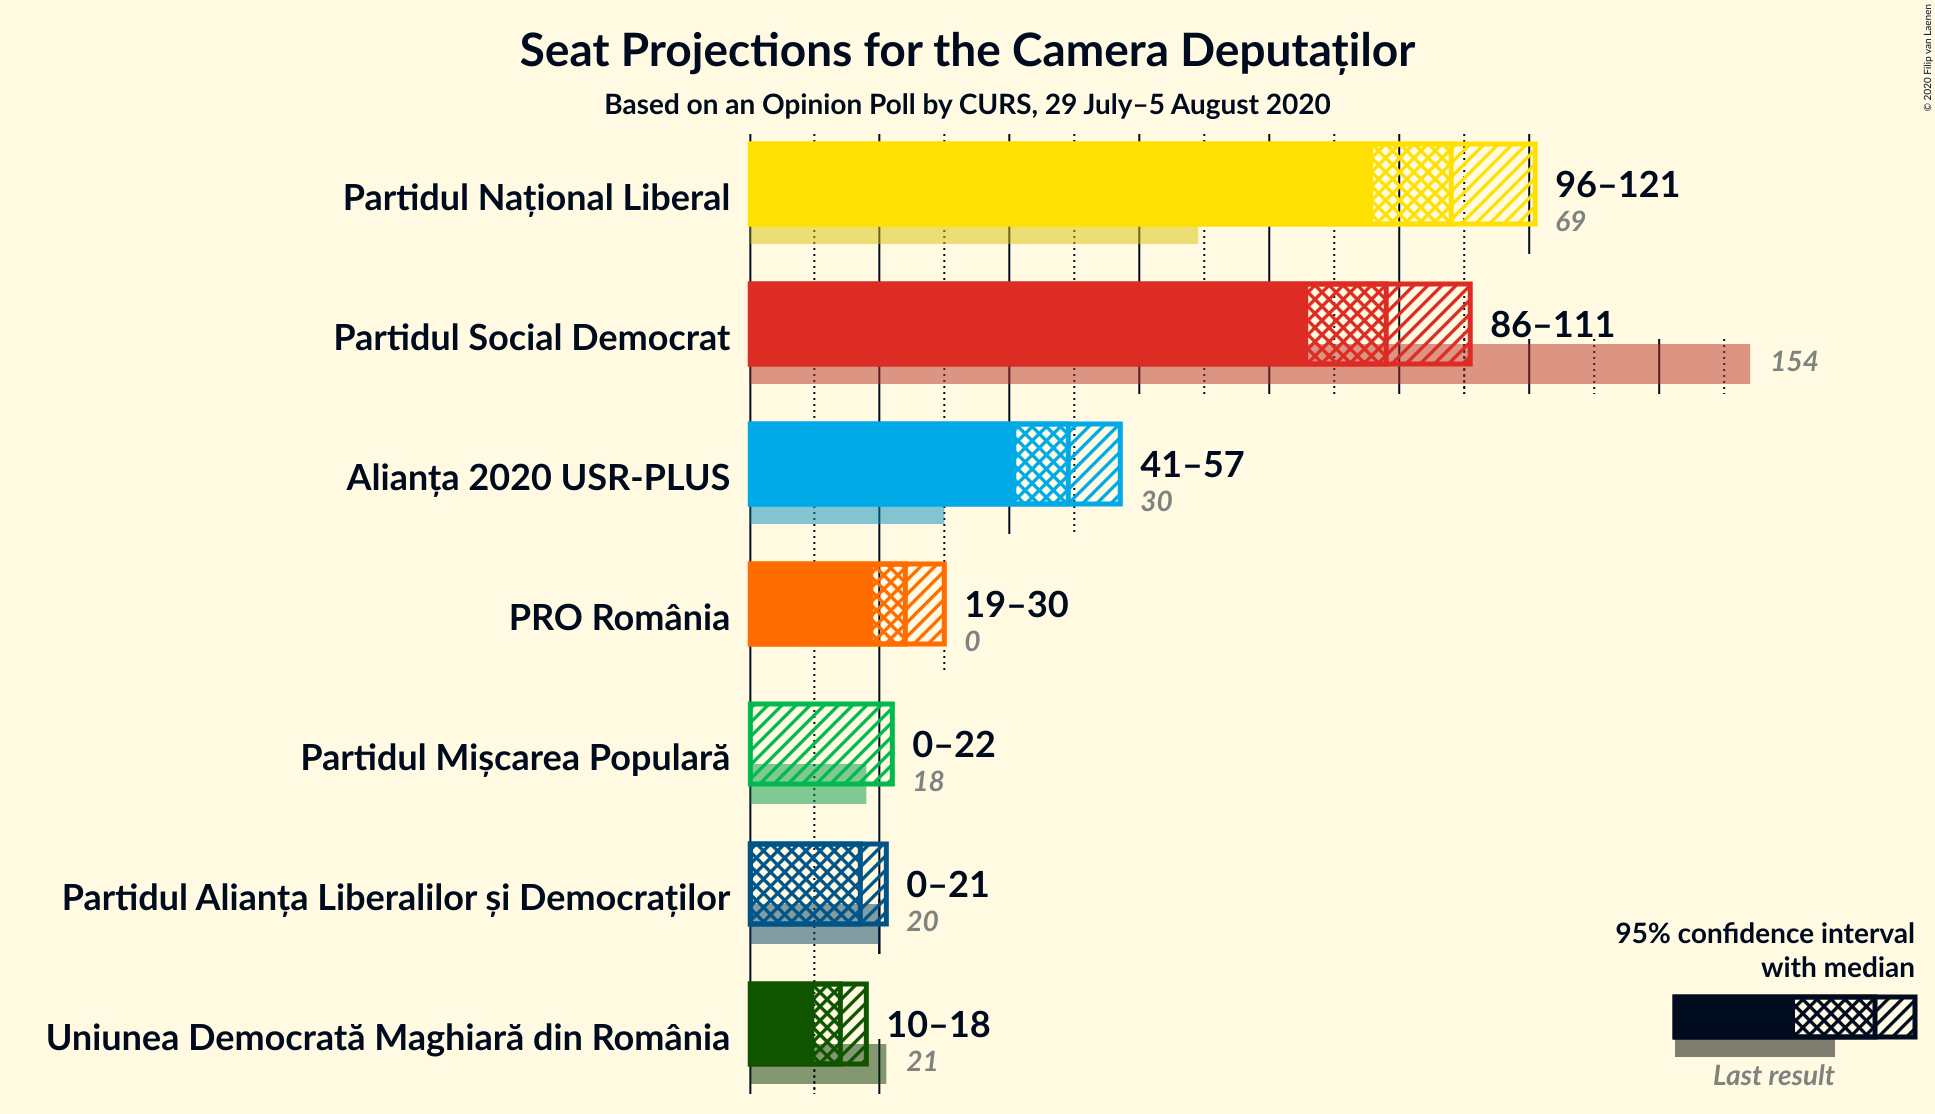 Seat Projections for the Camera Deputaților
Based on an Opinion Poll by CURS, 29 July–5 August 2020
© 2020 Filip van Laenen
Partidul Național Liberal
96–121
69
Partidul Social Democrat
86–111
154
Alianța 2020 USR-PLUS
41–57
30
PRO România
19–30
0
Partidul Mișcarea Populară
0–22
18
Partidul Alianța Liberalilor și Democraților
0–21
20
Uniunea Democrată Maghiară din România
10–18
21
95% confidence interval
with median
Last result